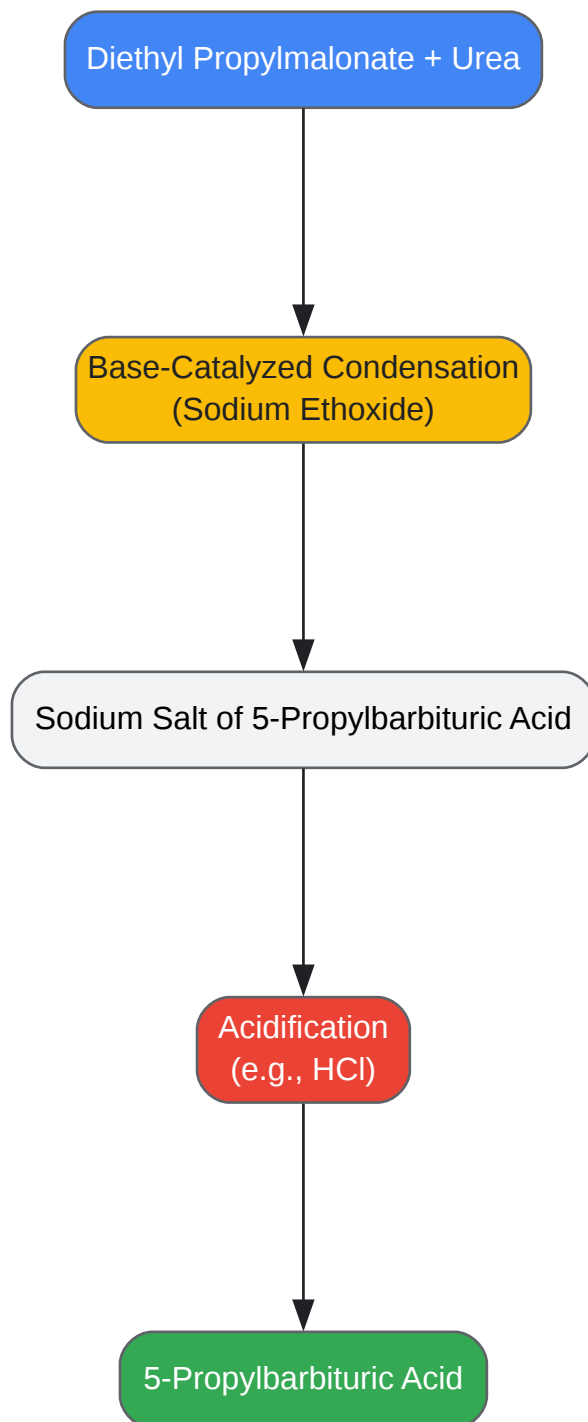 Diethyl Propylmalonate + Urea
Base-Catalyzed Condensation
(Sodium Ethoxide)
Sodium Salt of 5-Propylbarbituric Acid
Acidification
(e.g., HCl)
5-Propylbarbituric Acid